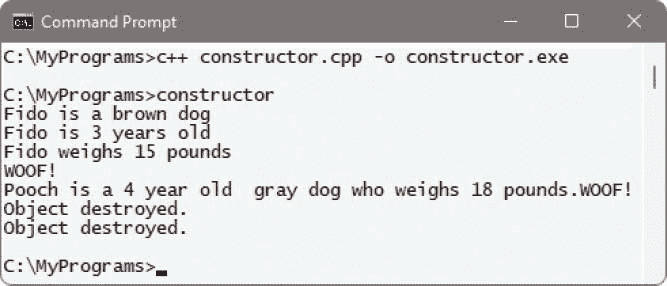 Command Prompt
C:\MyPrograms>c++ constructor.cpp -o constructor.exe
C:\MyPrograms>constructor
Fido is a brown dog
Fido is 3 years old
Fido weighs 15 pounds
WOOF!
Pooch is a 4 year old  gray dog who weighs 18 pounds.WOOF!
Object destroyed.
Object destroyed.
C:\MyPrograms>_